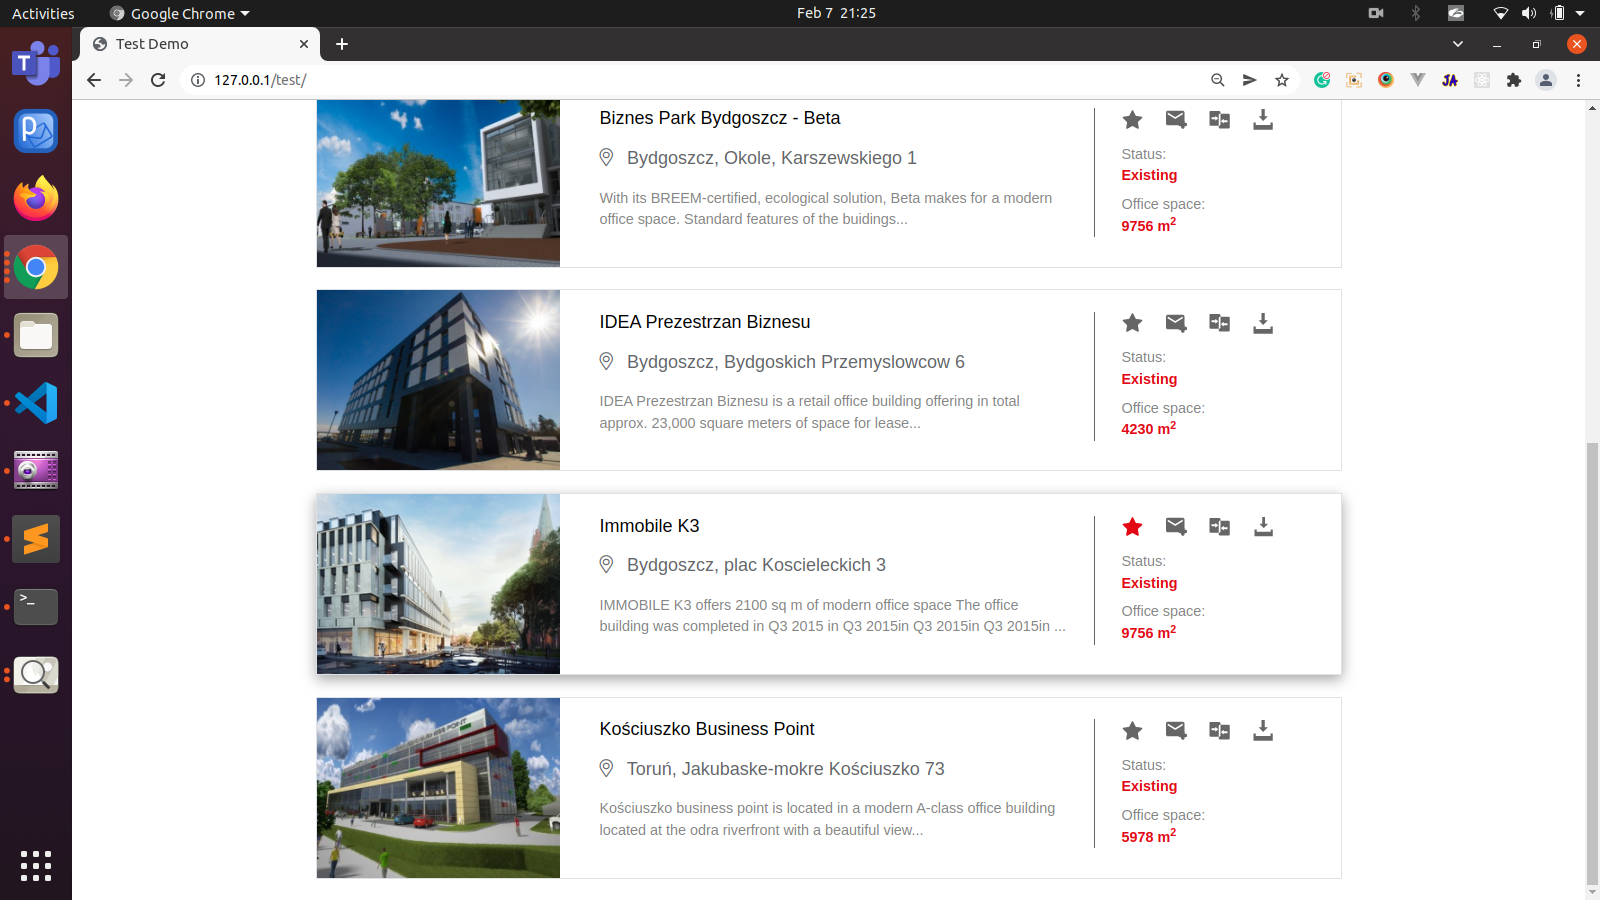 Activities
Google Chrome
Feb 7 21:25
Test Demo
127.0.0.1/test/
JA
Biznes Park Bydgoszcz - Beta
Bydgoszcz, Okole, Karszewskiego 1
With its BREEM-certified, ecological solution, Beta makes for a modern
office space. Standard features of the buidings...
Status:
Existing
Office space:
9756 m²
IDEA Prezestrzan Biznesu
Bydgoszcz, Bydgoskich Przemyslowcow 6
IDEA Prezestrzan Biznesu is a retail office building offering in total
approx. 23,000 square meters of space for lease...
Status:
Existing
Office space:
4230 m²
Immobile K3
Bydgoszcz, plac Koscieleckich 3
IMMOBILE K3 offers 2100 sq m of modern office space The office
building was completed in Q3 2015 in Q3 2015in Q3 2015in Q3 2015in ...
Status:
Existing
Office space:
9756 m²
Kościuszko Business Point
Toruń, Jakubaske-mokre Kościuszko 73
Kościuszko business point is located in a modern A-class office building
located at the odra riverfront with a beautiful view...
Status:
Existing
Office space:
5978 m²